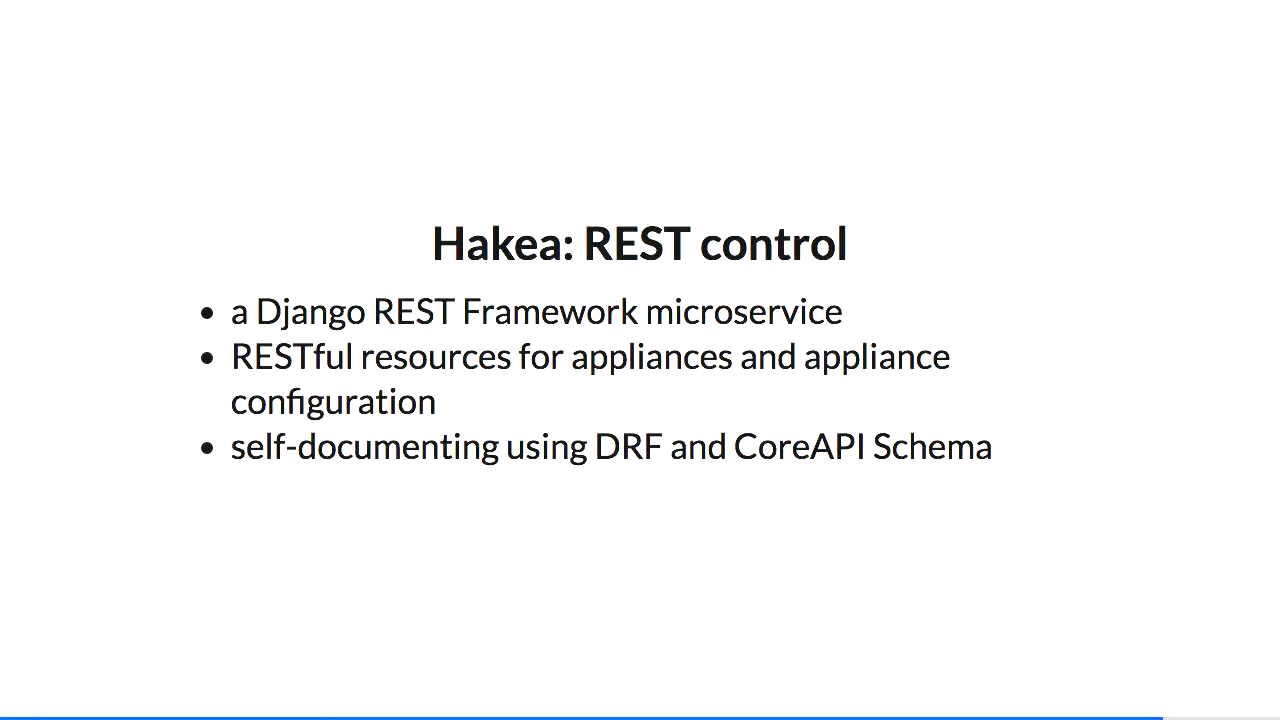 Hakea: REST control
• a Django REST Framework microservice
• RESTful resources for appliances and appliance
configuration
• self-documenting using DRF and CoreAPI Schema